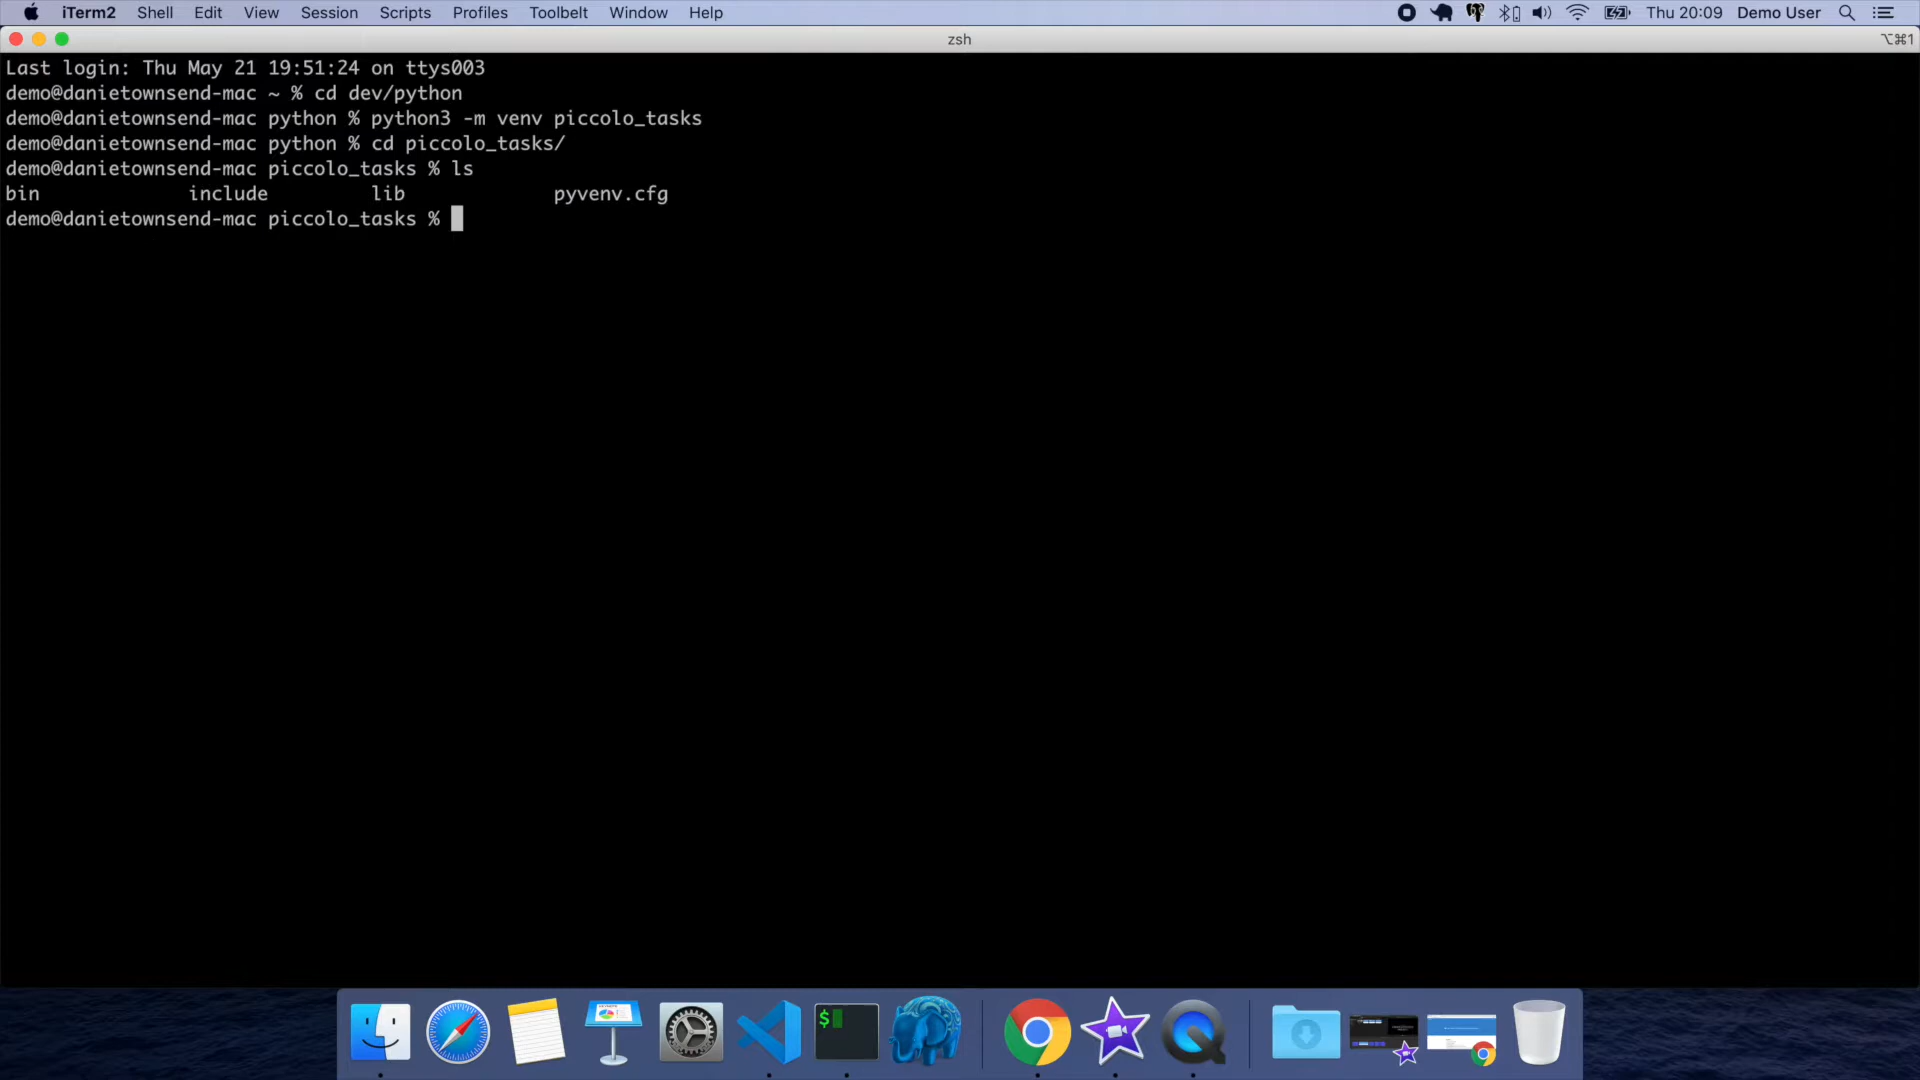 iTerm2 Shell Edit View Session Scripts Profiles Toolbelt Window Help Thu 20:09 Demo User
zsh ⌥⌘1
Last login: Thu May 21 19:51:24 on ttys003
demo@danietownsend-mac ~ % cd dev/python
demo@danietownsend-mac python % python3 -m venv piccolo_tasks
demo@danietownsend-mac python % cd piccolo_tasks/
demo@danietownsend-mac piccolo_tasks % ls
bin include lib pyvenv.cfg
demo@danietownsend-mac piccolo_tasks %
$